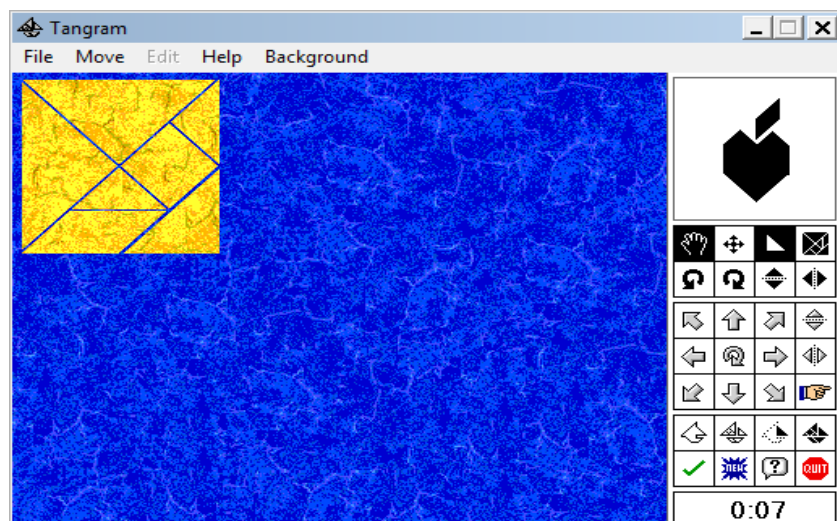 Tangram
File Move Edit Help Background
NEW
?
QUIT
0:07